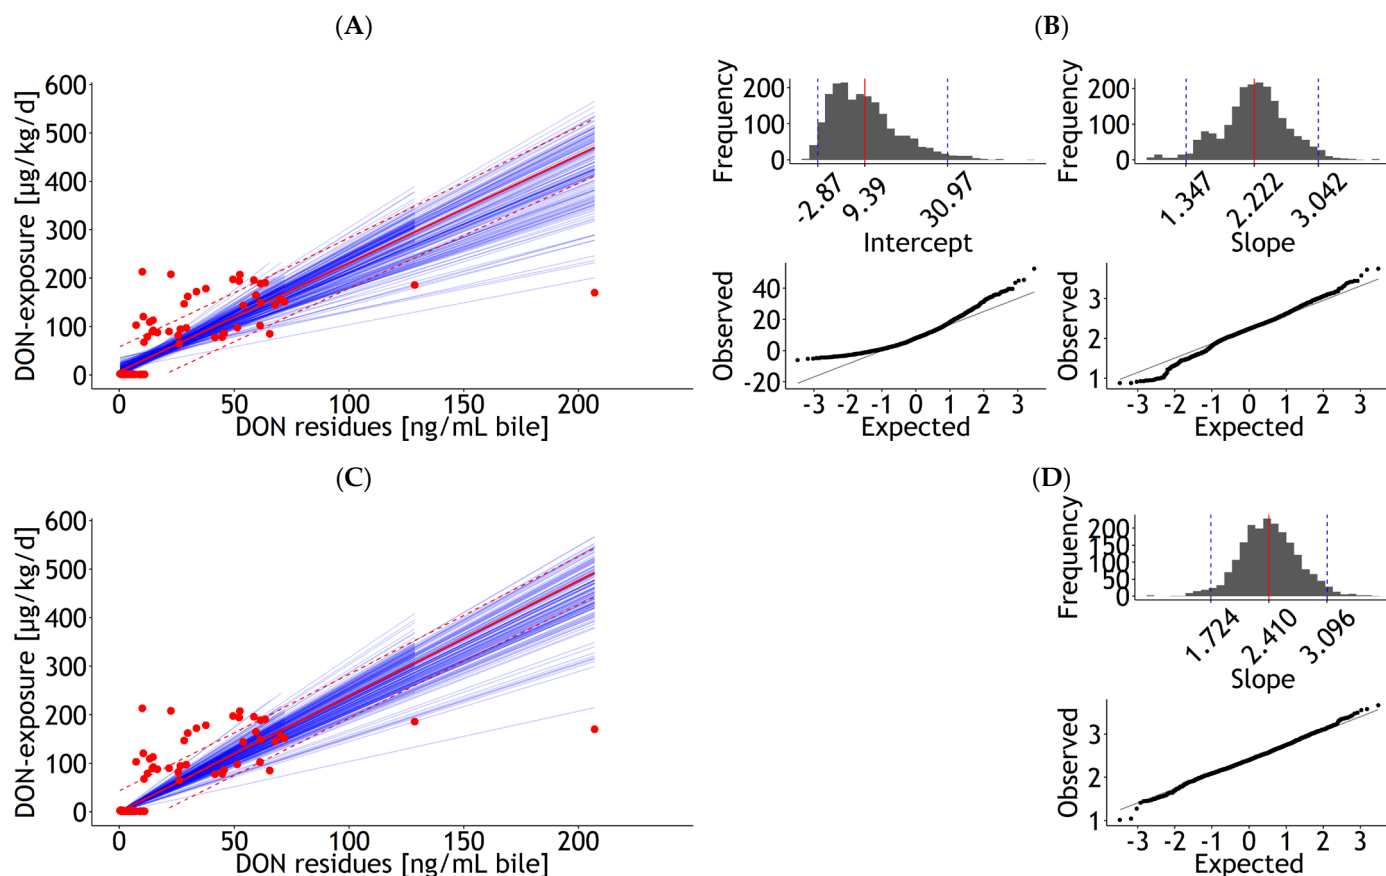 (A)
600
500
400
300
200
100
0
DON-exposure [µg/kg/d]
0 50 100 150 200
DON residues [ng/mL bile]
(B)
Frequency
200
100
0
-2.87 9.39 30.97
Intercept
Frequency
200
100
0
1.347 2.222 3.042
Slope
Observed
40
20
0
-20
-3 -2 -1 0 1 2 3
Expected
Observed
3
2
1
-3 -2 -1 0 1 2 3
Expected
(C)
600
500
400
300
200
100
0
DON-exposure [µg/kg/d]
0 50 100 150 200
DON residues [ng/mL bile]
(D)
Frequency
200
150
100
50
0
1.724 2.410 3.096
Slope
Observed
3
2
1
-3 -2 -1 0 1 2 3
Expected